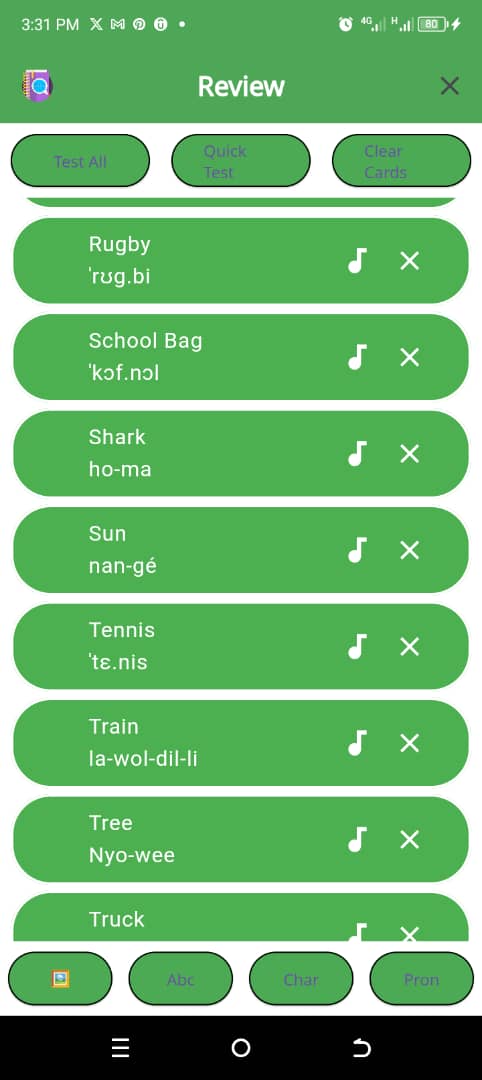 3:31 PM
4G H 80
Review
Test All
Quick
Test
Clear
Cards
Rugby
ˈrʊg.bi
School Bag
ˈkɔf.nɔl
Shark
ho-ma
Sun
nan-gé
Tennis
ˈtɛ.nis
Train
la-wol-dil-li
Tree
Nyo-wee
Truck
Abc
Char
Pron